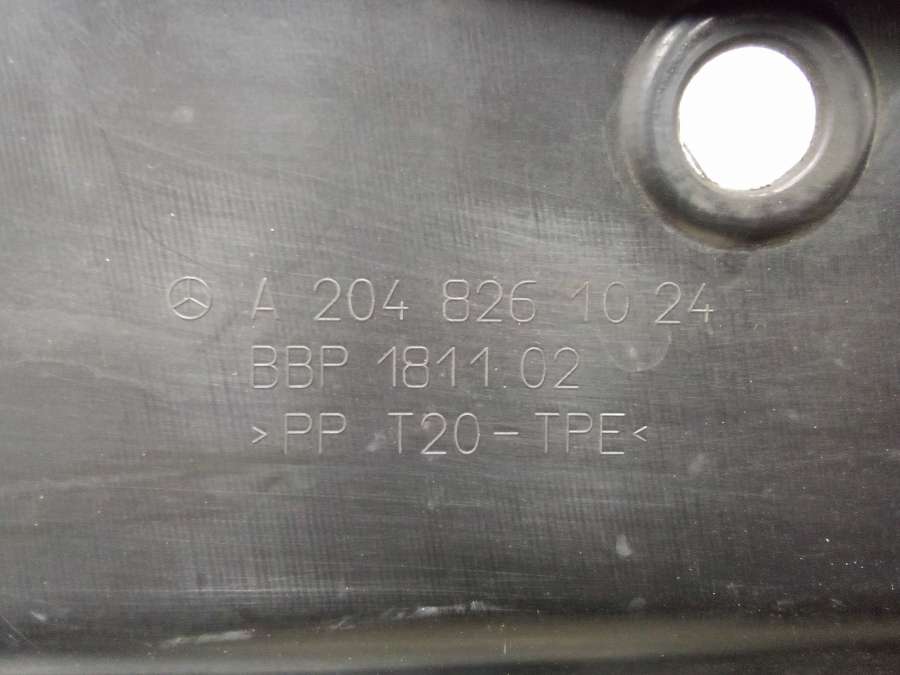 A 204 826 10 24
BBP 1811 02
>PP T20-TPE<